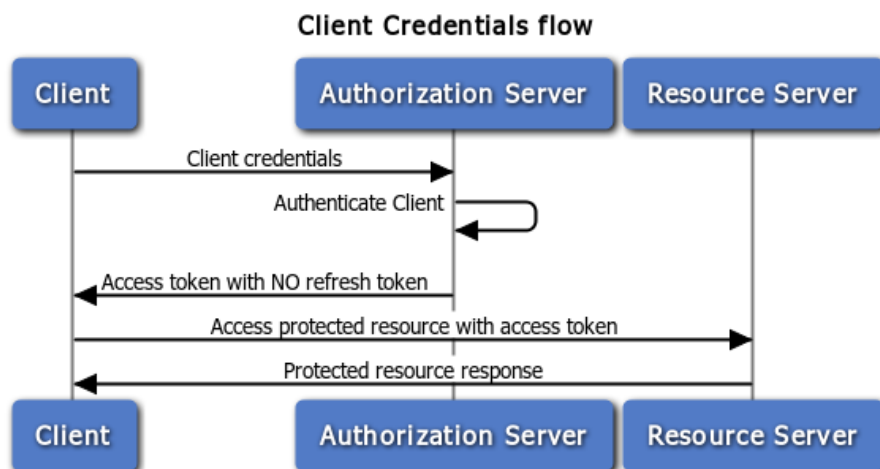 Client Credentials flow
Client
Authorization Server
Resource Server
Client credentials
Authenticate Client
Access token with NO refresh token
Access protected resource with access token
Protected resource response
Client
Authorization Server
Resource Server